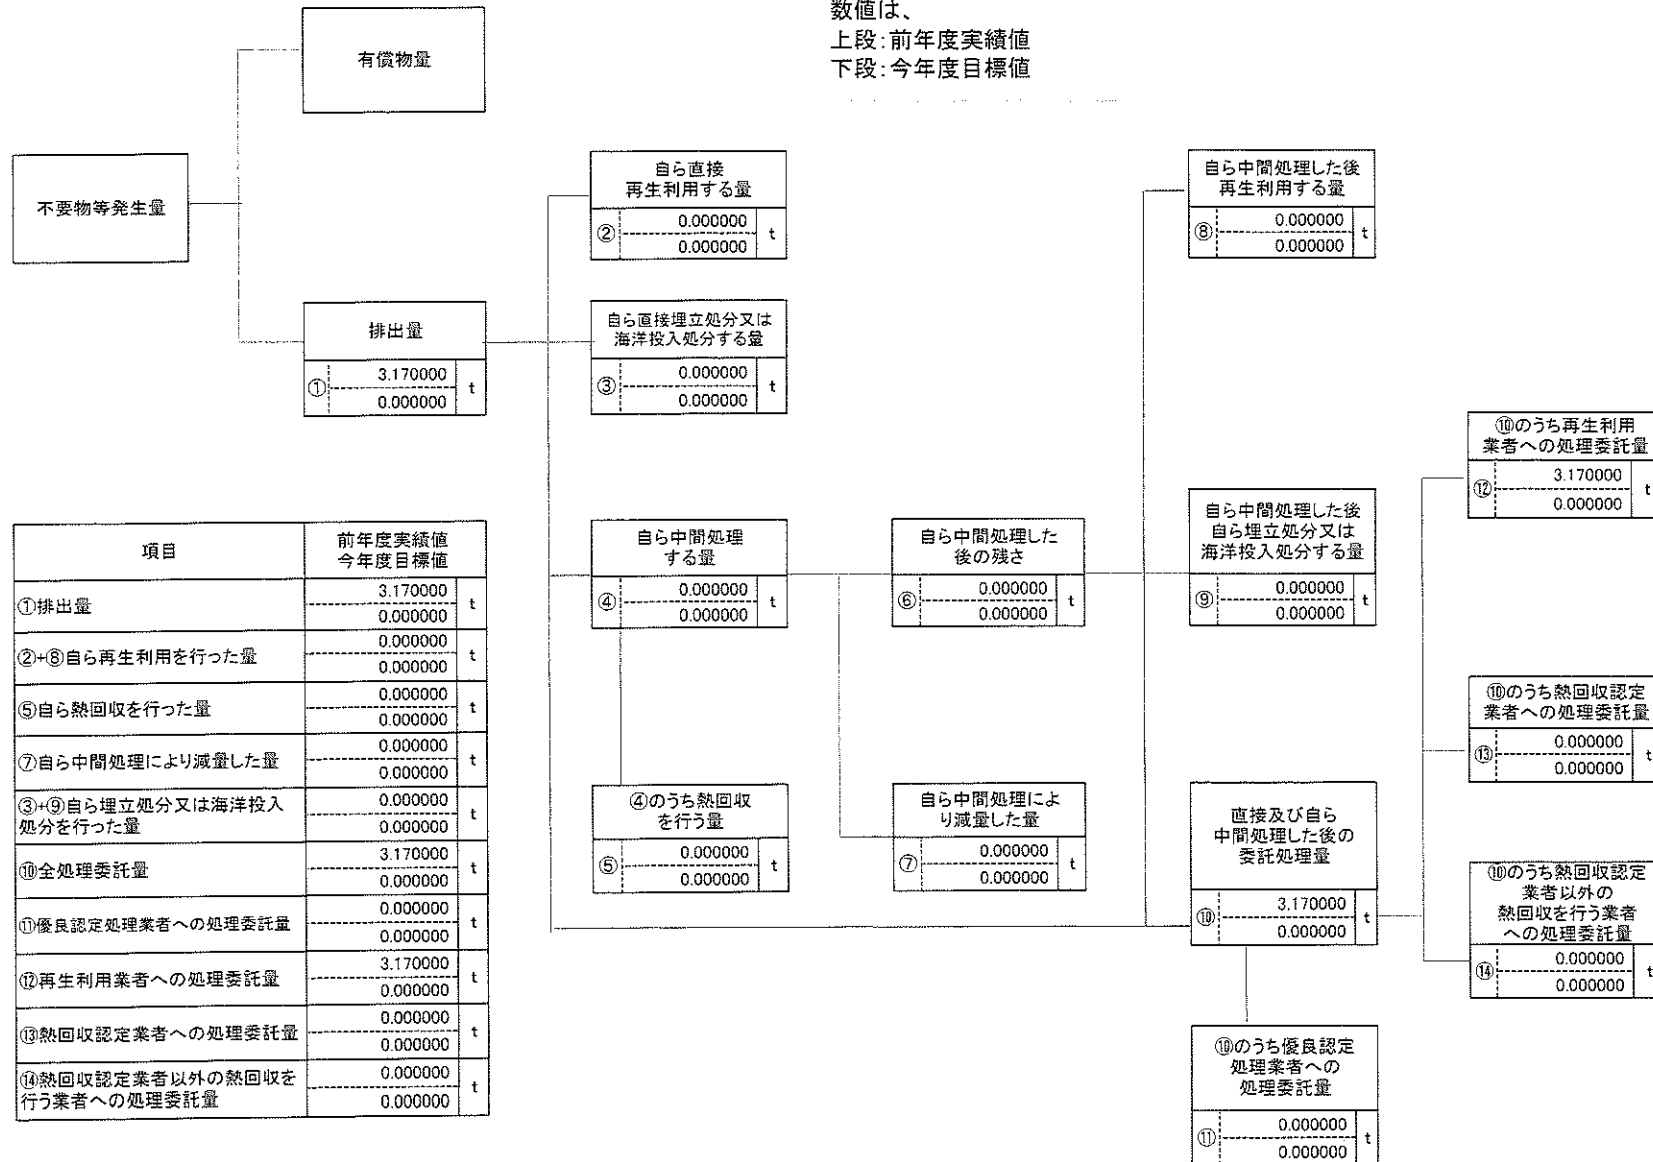 数値は、
上段:前年度実績値
下段:今年度目標値
有償物量
不要物等発生量
排出量
① 3.170000 t
0.000000
自ら直接
再生利用する量
② 0.000000 t
0.000000
自ら直接埋立処分又は
海洋投入処分する量
③ 0.000000 t
0.000000
自ら中間処理
する量
④ 0.000000 t
0.000000
④のうち熱回収
を行う量
⑤ 0.000000 t
0.000000
自ら中間処理した
後の残さ
⑥ 0.000000 t
0.000000
自ら中間処理によ
り減量した量
⑦ 0.000000 t
0.000000
自ら中間処理した後
再生利用する量
⑧ 0.000000 t
0.000000
自ら中間処理した後
自ら埋立処分又は
海洋投入処分する量
⑨ 0.000000 t
0.000000
直接及び自ら
中間処理した後の
委託処理量
⑩ 3.170000 t
0.000000
⑩のうち優良認定
処理業者への
処理委託量
⑪ 0.000000 t
0.000000
⑩のうち再生利用
業者への処理委託量
⑫ 3.170000 t
0.000000
⑩のうち熱回収認定
業者への処理委託量
⑬ 0.000000 t
0.000000
⑩のうち熱回収認定
業者以外の
熱回収を行う業者
への処理委託量
⑭ 0.000000 t
0.000000
項目 前年度実績値
今年度目標値
①排出量 3.170000 t
0.000000
②+⑧自ら再生利用を行った量 0.000000 t
0.000000
⑤自ら熱回収を行った量 0.000000 t
0.000000
⑦自ら中間処理により減量した量 0.000000 t
0.000000
③+⑨自ら埋立処分又は海洋投入
処分を行った量 0.000000 t
0.000000
⑩全処理委託量 3.170000 t
0.000000
⑪優良認定処理業者への処理委託量 0.000000 t
0.000000
⑫再生利用業者への処理委託量 3.170000 t
0.000000
⑬熱回収認定業者への処理委託量 0.000000 t
0.000000
⑭熱回収認定業者以外の熱回収を
行う業者への処理委託量 0.000000 t
0.000000